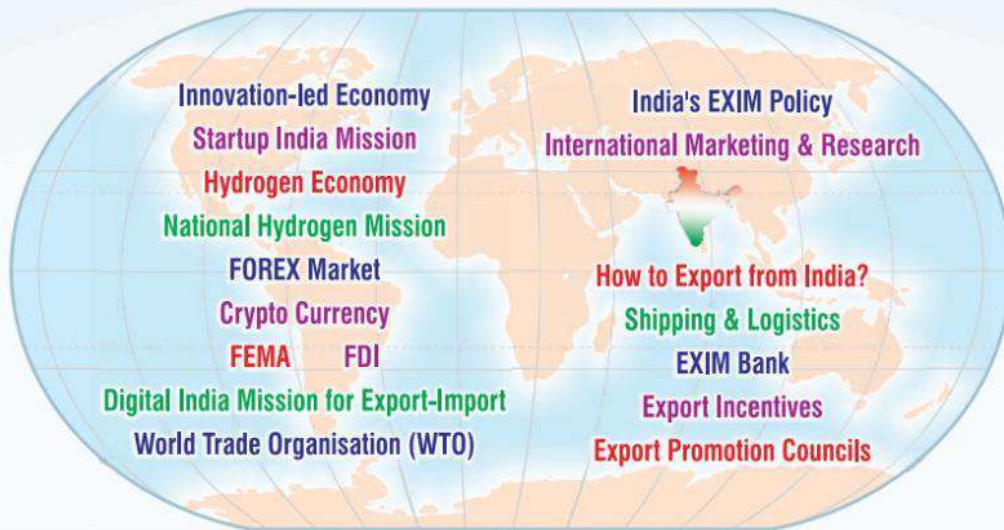 Innovation-led Economy
Startup India Mission
Hydrogen Economy
National Hydrogen Mission
FOREX Market
Crypto Currency
FEMA FDI
Digital India Mission for Export-Import
World Trade Organisation (WTO)
India's EXIM Policy
International Marketing & Research
How to Export from India?
Shipping & Logistics
EXIM Bank
Export Incentives
Export Promotion Councils